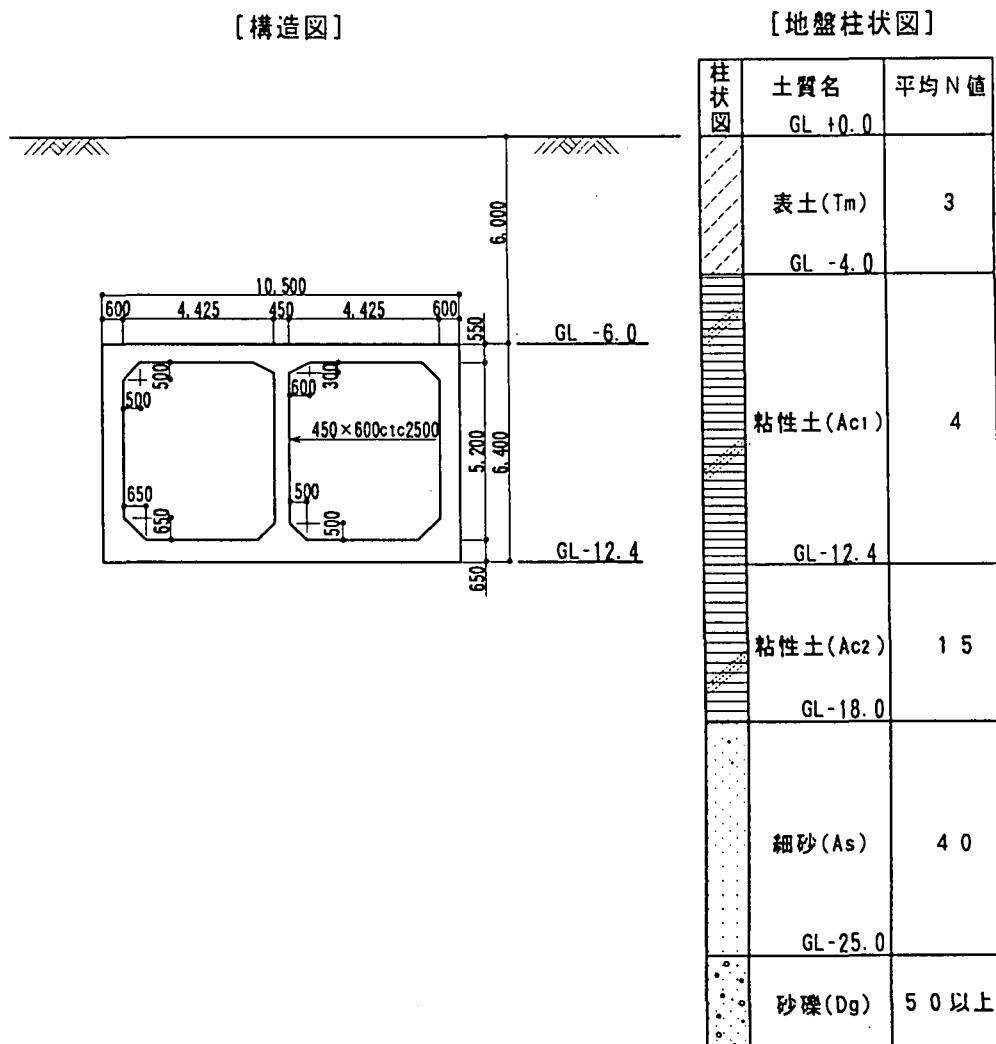 [構造図]
6,000
10,500
600 4,425 450 4,425 600
550
GL -6.0
500
500
600
300
450×600ctc2500
5,200
6,400
650
650
500
500
GL-12.4
650
[地盤柱状図]
柱状図 土質名 平均N値
GL +0.0
表土(Tm) 3
GL -4.0
粘性土(Ac1) 4
GL-12.4
粘性土(Ac2) 15
GL-18.0
細砂(As) 40
GL-25.0
砂礫(Dg) 50以上